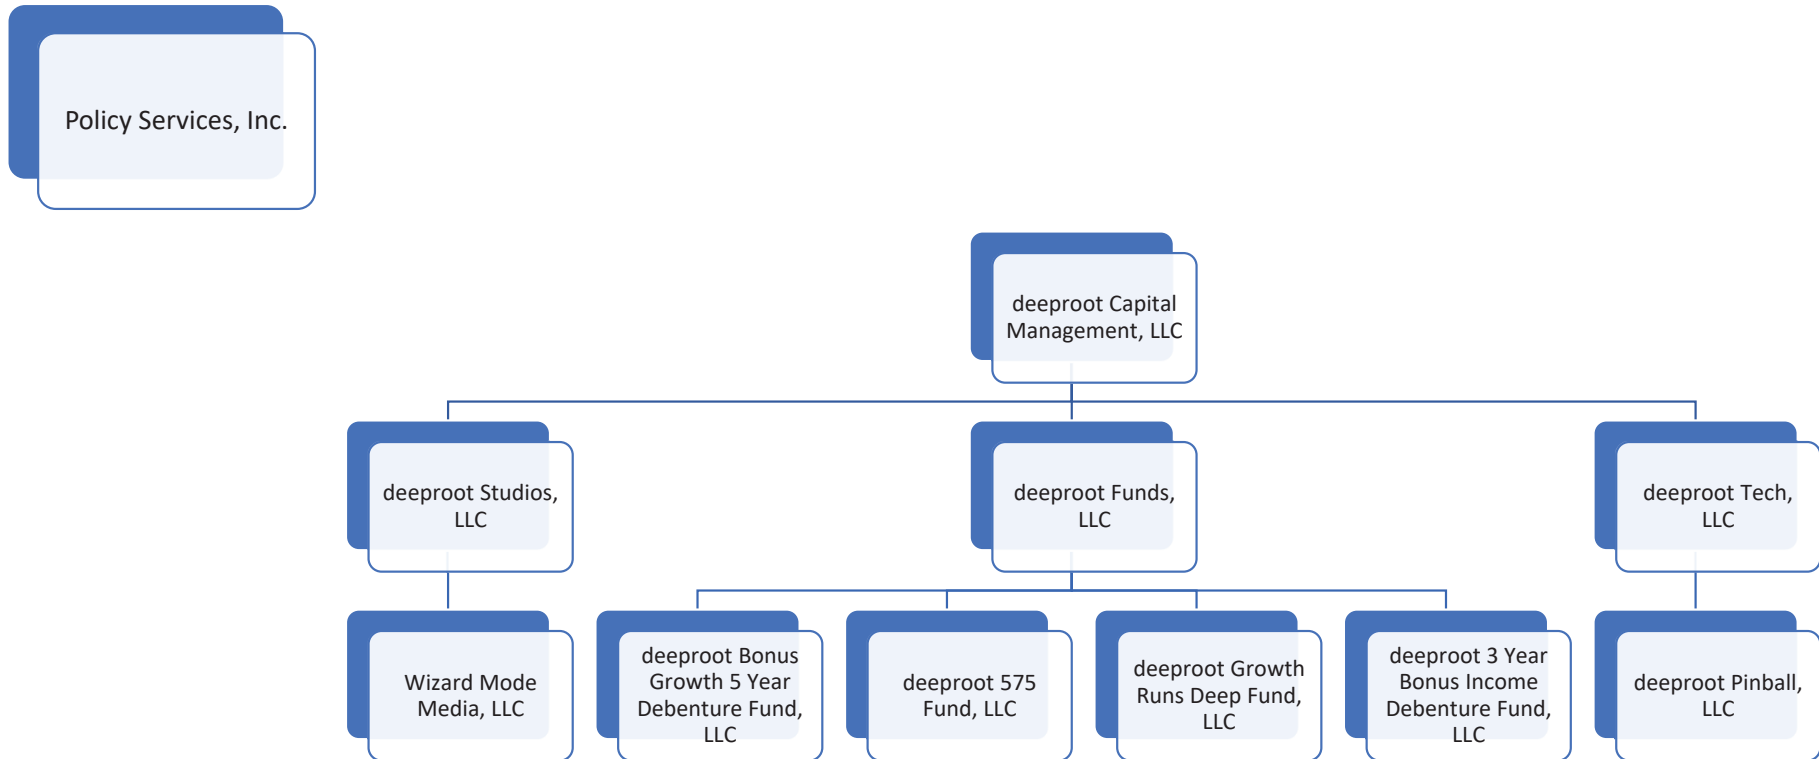 Policy Services, Inc.
deeproot Capital
Management, LLC
deeproot Studios,
LLC
deeproot Funds,
LLC
deeproot Tech,
LLC
Wizard Mode
Media, LLC
deeproot Bonus
Growth 5 Year
Debenture Fund,
LLC
deeproot 575
Fund, LLC
deeproot Growth
Runs Deep Fund,
LLC
deeproot 3 Year
Bonus Income
Debenture Fund,
LLC
deeproot Pinball,
LLC